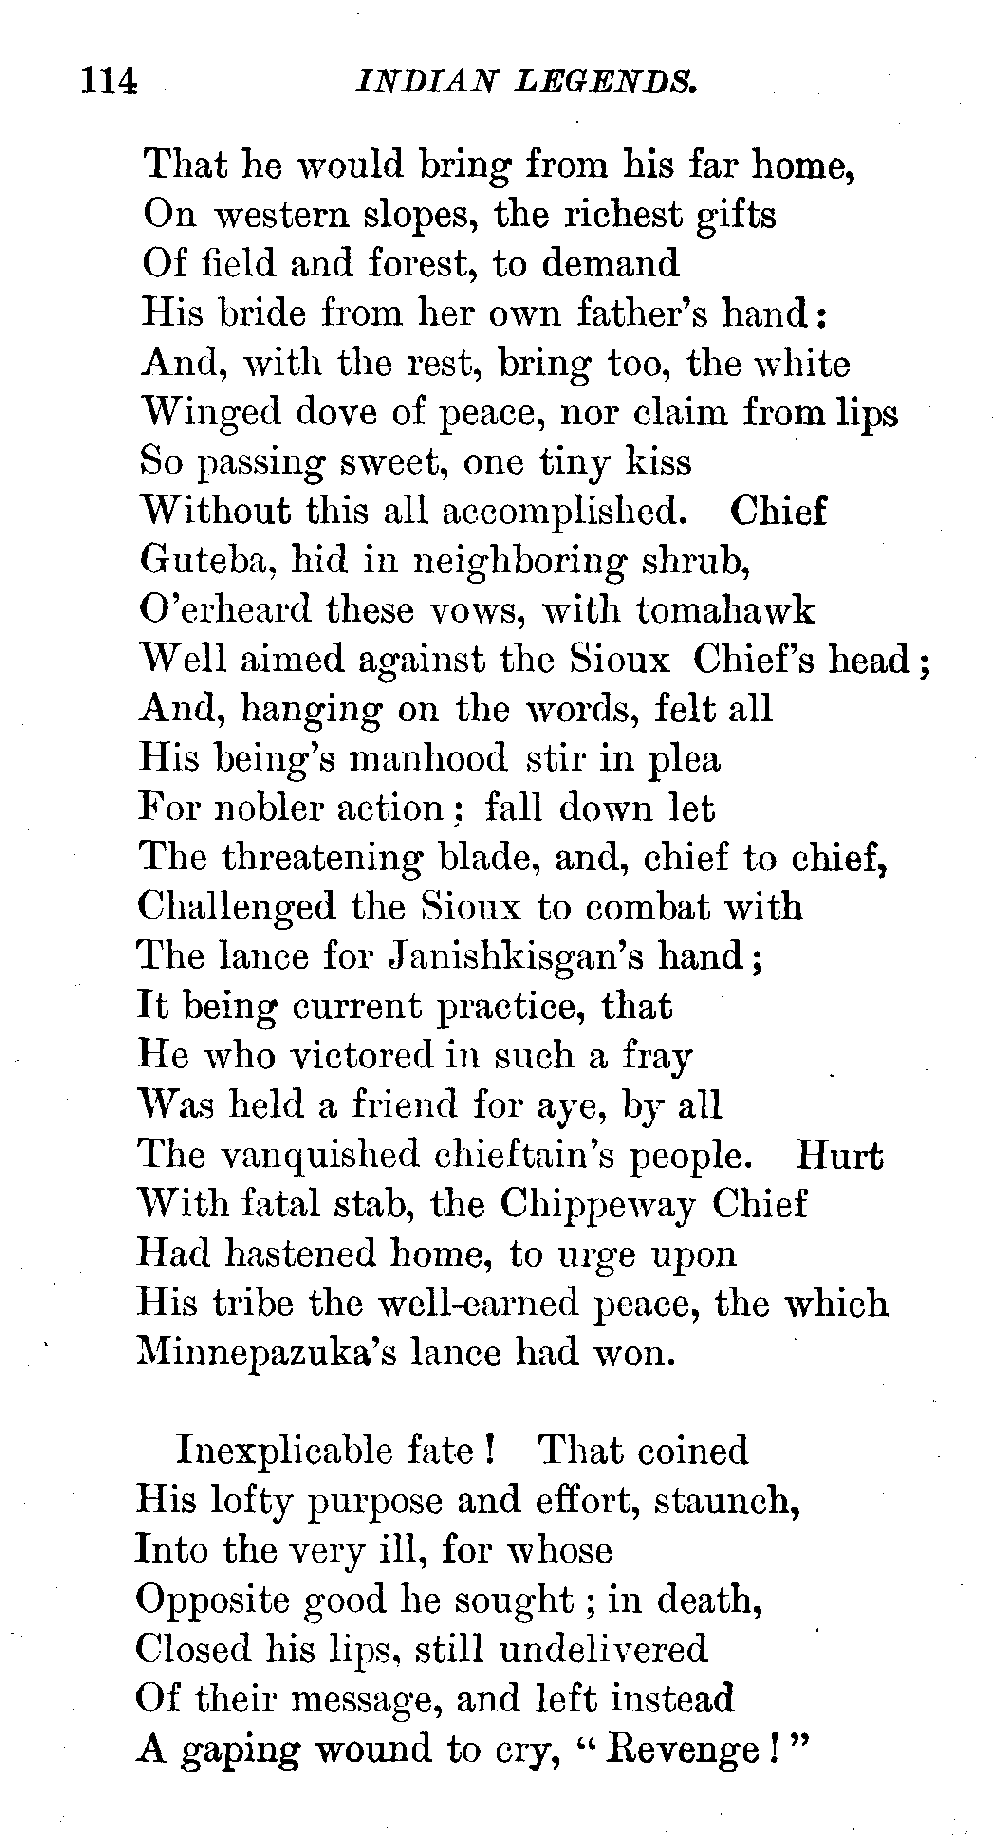 114 INDIAN LEGENDS.
That he would bring from his far home,
On western slopes, the richest gifts
Of field and forest, to demand
His bride from her own father's hand:
And, with the rest, bring too, the white
Winged dove of peace, nor claim from lips
So passing sweet, one tiny kiss
Without this all accomplished. Chief
Guteba, hid in neighboring shrub,
O'erheard these vows, with tomahawk
Well aimed against the Sioux Chief's head;
And, hanging on the words, felt all
His being's manhood stir in plea
For nobler action; fall down let
The threatening blade, and, chief to chief,
Challenged the Sioux to combat with
The lance for Janishkisgan's hand;
It being current practice, that
He who victored in such a fray
Was held a friend for aye, by all
The vanquished chieftain's people. Hurt
With fatal stab, the Chippeway Chief
Had hastened home, to urge upon
His tribe the well-earned peace, the which
Minnepazuka's lance had won.
Inexplicable fate! That coined
His lofty purpose and effort, staunch,
Into the very ill, for whose
Opposite good he sought; in death,
Closed his lips, still undelivered
Of their message, and left instead
A gaping wound to cry, "Revenge!"